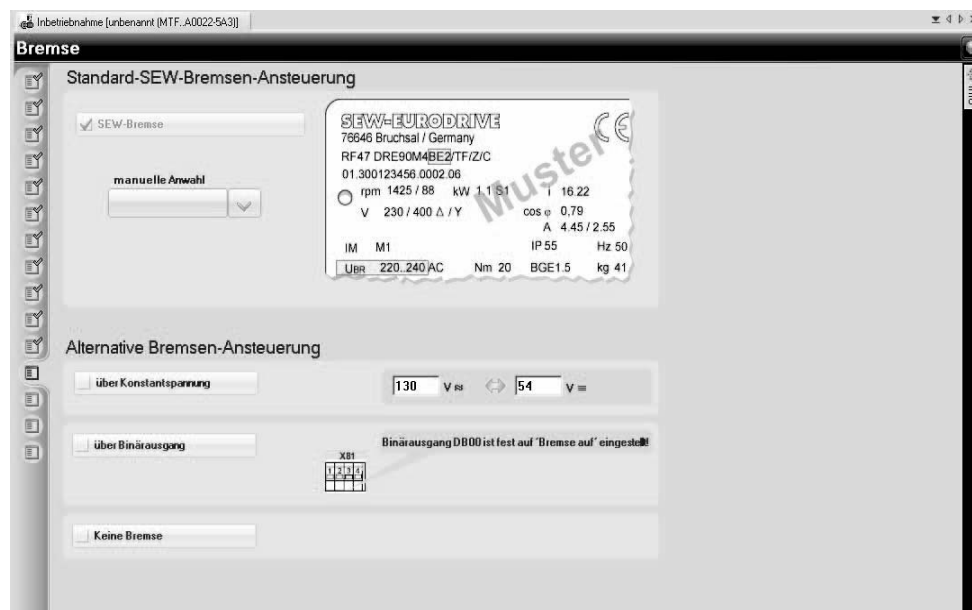 Inbetriebnahme [unbenannt (MTF..A0022-5A3)]
Bremse
Standard-SEW-Bremsen-Ansteuerung
SEW-Bremse
manuelle Anwahl
SEW-EURODRIVE
CE
76646 Bruchsal / Germany
RF47 DRE90M4BE2/TF/Z/C
01.300123456.0002.06
rpm 1425 / 88 kW 1.1 S1 i 16.22
V 230 / 400 Δ / Y cos φ 0,79
A 4.45 / 2.55
IM M1 IP 55 Hz 50
UBR 220..240 AC Nm 20 BGE1.5 kg 41
Muster
Alternative Bremsen-Ansteuerung
über Konstantspannung 130 V ≈ 54 V =
über Binärausgang Binärausgang DB00 ist fest auf 'Bremse auf' eingestellt!
X81
1 2 3 4
Keine Bremse